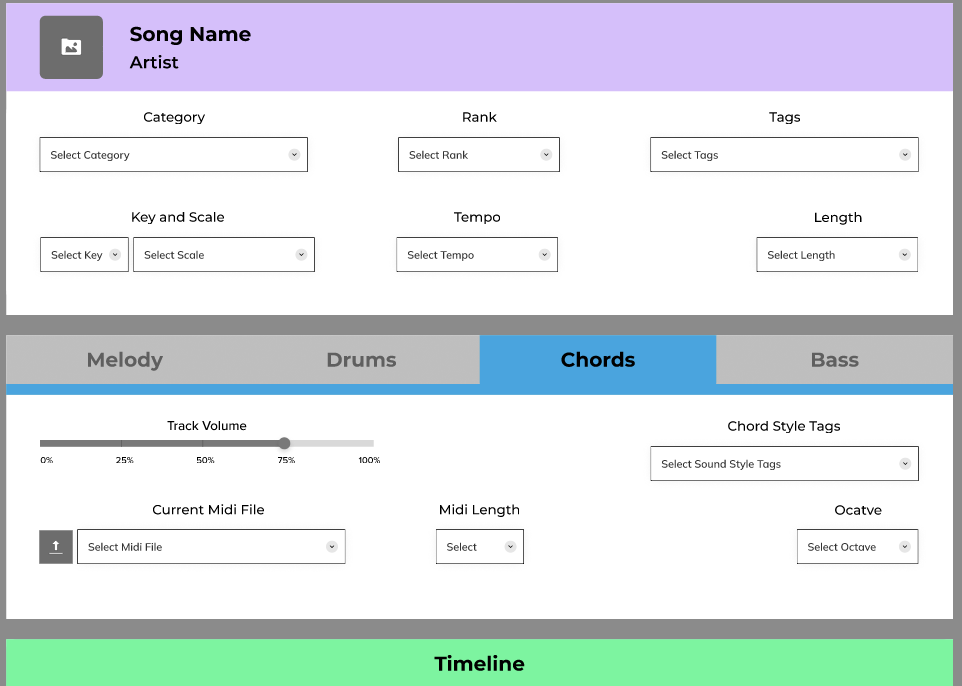 Song Name
Artist
Category Rank Tags
Select Category Select Rank Select Tags
Key and Scale Tempo Length
Select Key Select Scale Select Tempo Select Length
Melody Drums Chords Bass
Track Volume Chord Style Tags
0% 25% 50% 75% 100%
Select Sound Style Tags
Current Midi File Midi Length Ocatve
Select Midi File Select Select Octave
Timeline